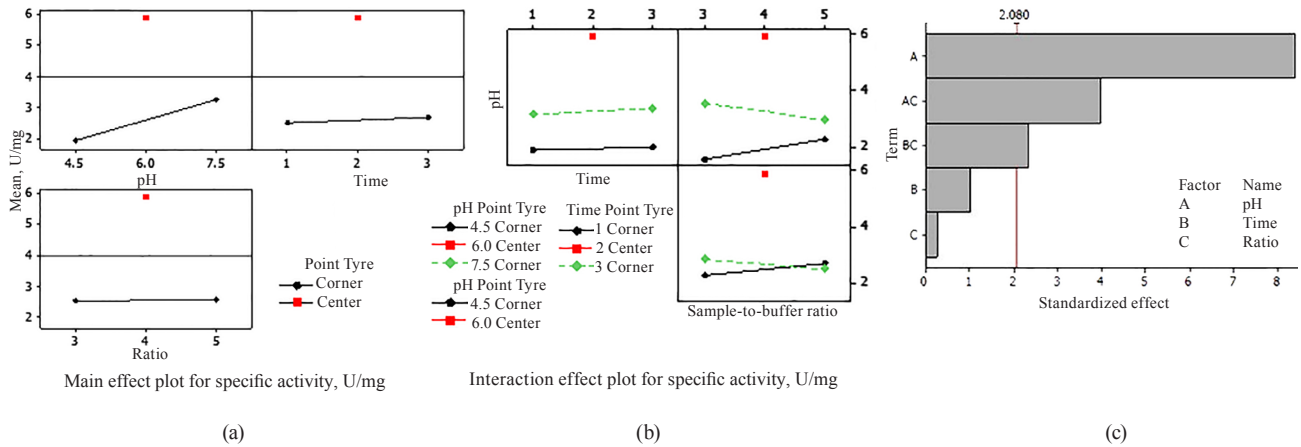 6
5
4
3
2
4.5 6.0 7.5
pH
1 2 3
Time
Mean, U/mg
6
5
4
3
2
3 4 5
Ratio
Point Tyre
Corner
Center
Main effect plot for specific activity, U/mg
(a)
1 2 3
3 4 5
pH
6
4
2
Time
6
4
2
Sample-to-buffer ratio
pH Point Tyre
4.5 Corner
6.0 Center
7.5 Corner
pH Point Tyre
4.5 Corner
6.0 Center
Time Point Tyre
1 Corner
2 Center
3 Corner
Interaction effect plot for specific activity, U/mg
(b)
2.080
Term
A
AC
BC
B
C
0 1 2 3 4 5 6 7 8
Standardized effect
Factor Name
A pH
B Time
C Ratio
(c)